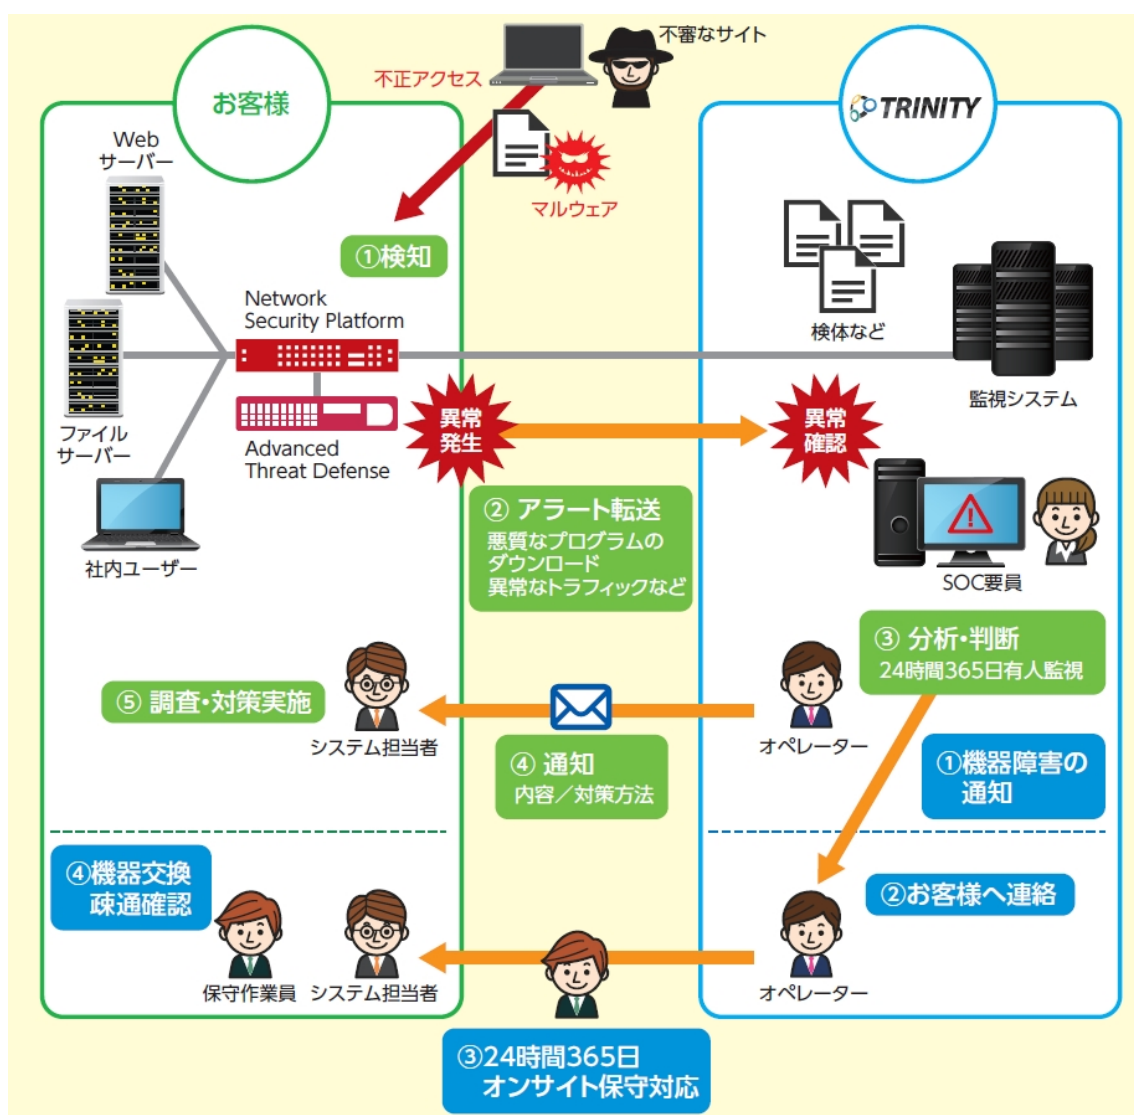 不審なサイト
不正アクセス
お客様
TRINITY
Web
サーバー
マルウェア
①検知
Network
Security Platform
検体など
監視システム
ファイル
サーバー
異常
発生
異常
確認
Advanced
Threat Defense
② アラート転送
悪質なプログラムの
ダウンロード
異常なトラフィックなど
社内ユーザー
SOC要員
③ 分析・判断
24時間365日有人監視
⑤ 調査・対策実施
システム担当者
オペレーター
④ 通知
内容／対策方法
①機器障害の
通知
④機器交換
疎通確認
②お客様へ連絡
保守作業員
システム担当者
オペレーター
③24時間365日
オンサイト保守対応